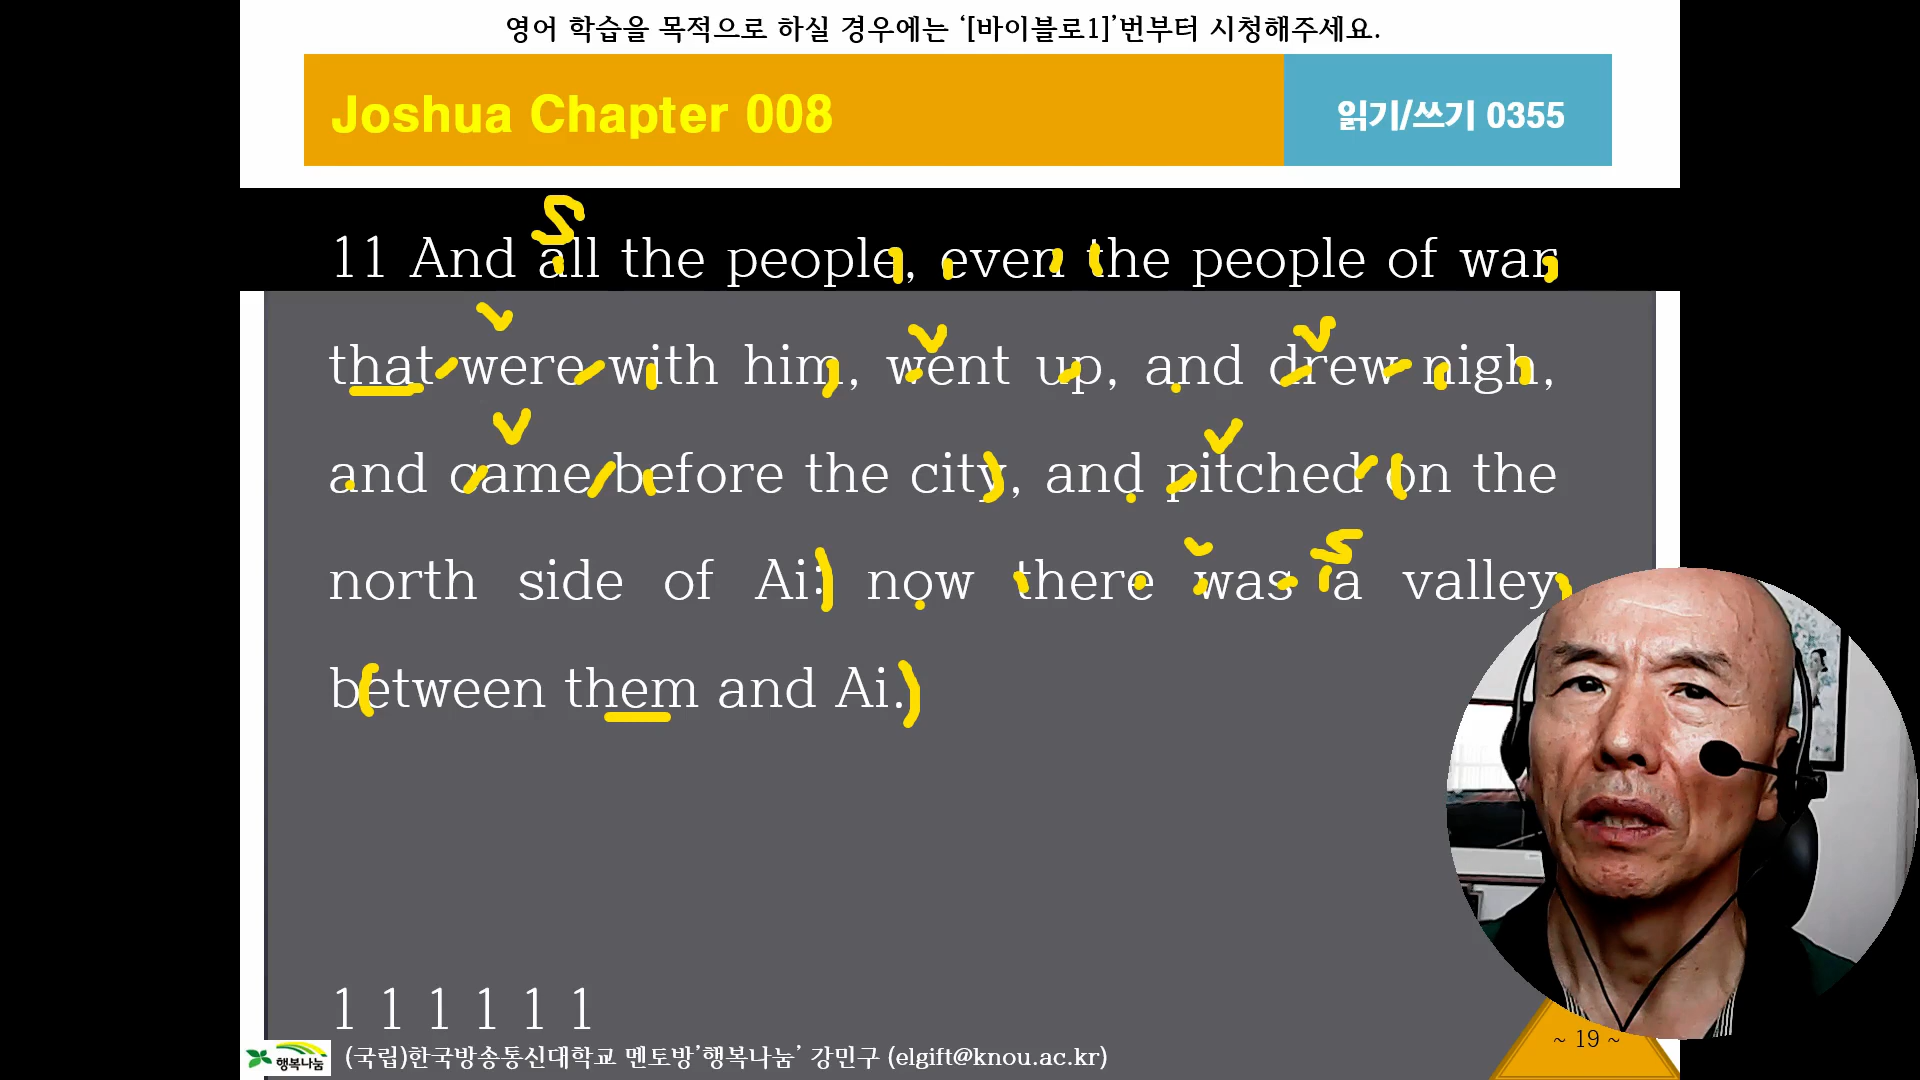 영어 학습을 목적으로 하실 경우에는 ‘[바이블로1]’번부터 시청해주세요.
Joshua Chapter 008
읽기/쓰기 0355
11 And all the people, even the people of war
that were with him, went up, and drew nigh,
and came before the city, and pitched on the
north side of Ai: now there was a valley
between them and Ai.
1 1 1 1 1 1
행복나눔
(국립)한국방송통신대학교 멘토방’행복나눔’ 강민구 (elgift@knou.ac.kr)
~ 19 ~